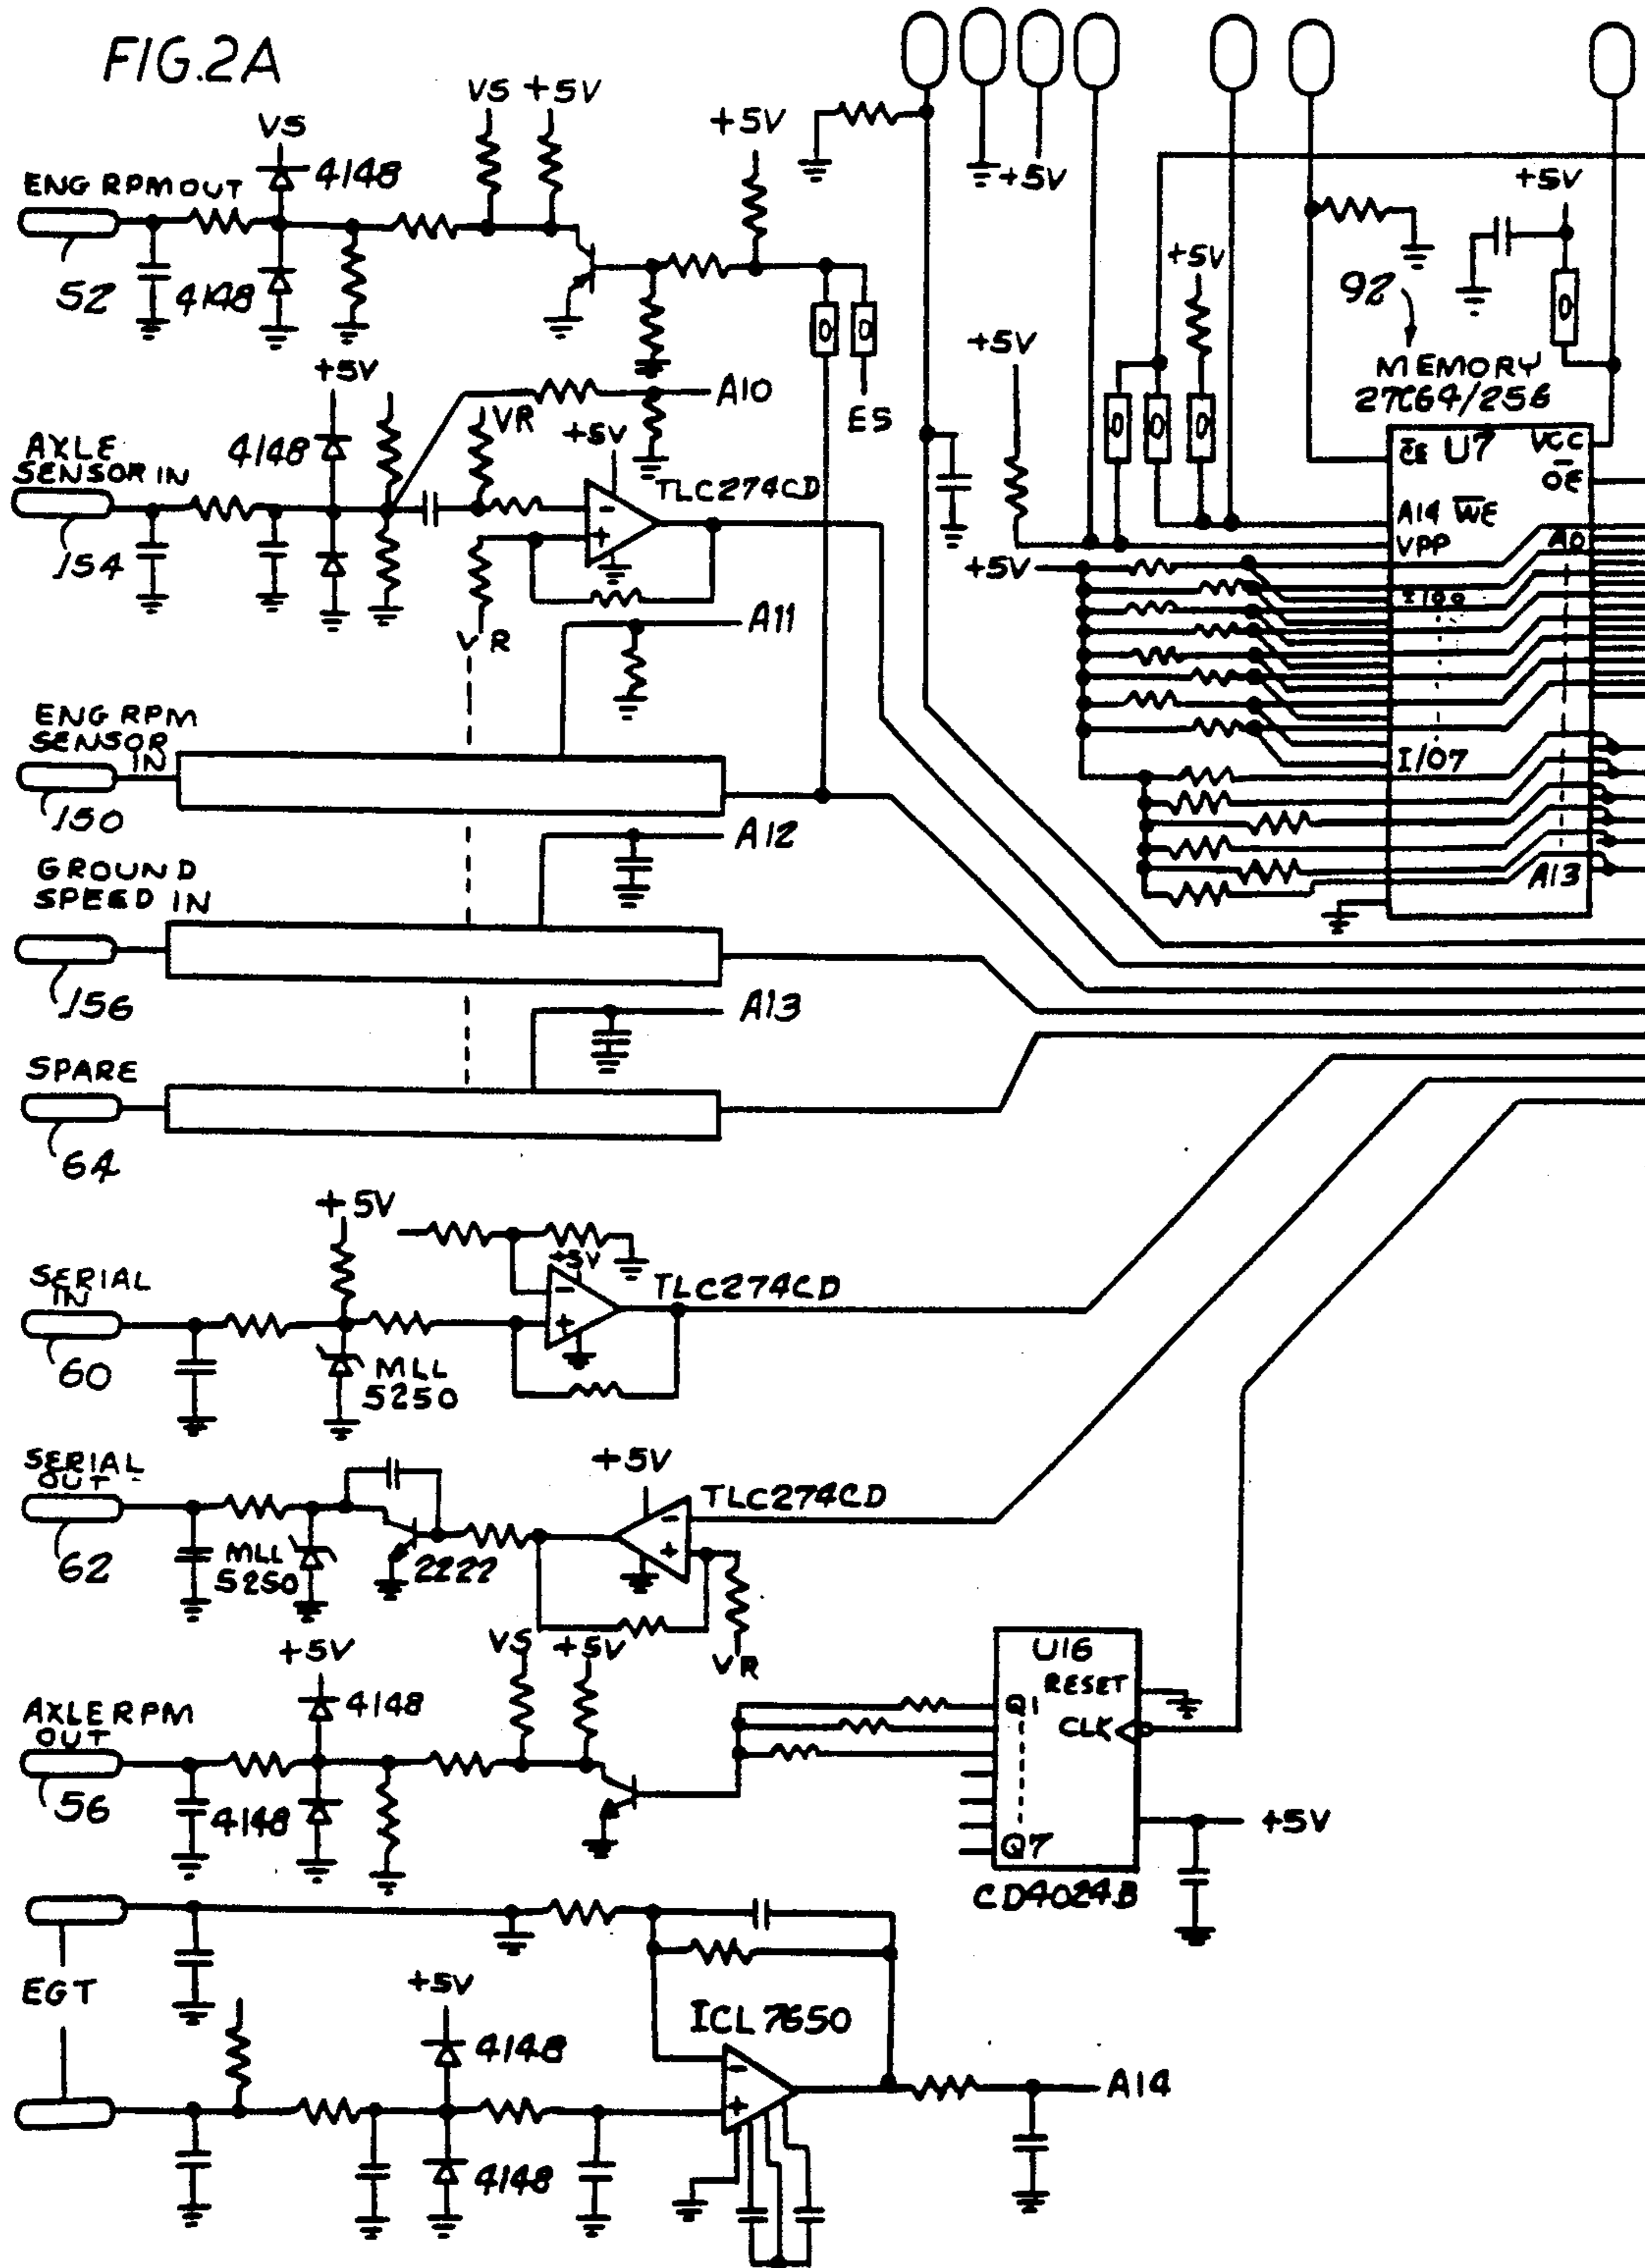 FIG.2A
VS
+5V
+5V
VS
4148
ENG RPM OUT
+5V
+5V
52
4148
92
+5V
+5V
+5V
MEMORY
27C64/256
A10
ES
VR
+5V
AXLE
SENSOR IN
4148
CE
U7
VCC
OE
TLC274CD
A14
WE
154
VPP
A0
+5V
I/O0
A11
VR
ENG RPM
SENSOR
IN
I/O7
150
A12
GROUND
SPEED IN
A13
156
A13
SPARE
64
+5V
+5V
SERIAL
IN
TLC274CD
60
MLL
5250
SERIAL
OUT
+5V
TLC274CD
62
MLL
5250
2222
VS
+5V
VR
+5V
U16
RESET
AXLE RPM
OUT
4148
Q1
CLK
56
4148
+5V
Q7
CD4024B
EGT
+5V
ICL7650
4148
A14
4148